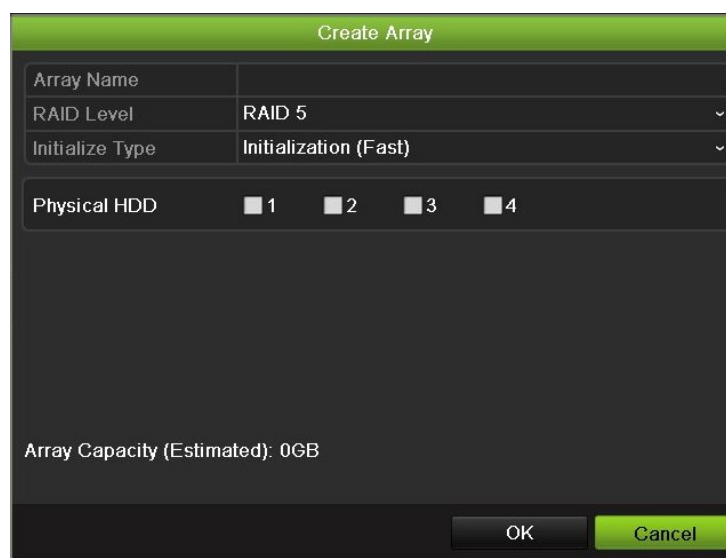 Create Array
Array Name
RAID Level RAID 5
Initialize Type Initialization (Fast)
Physical HDD 1 2 3 4
Array Capacity (Estimated): 0GB
OK Cancel